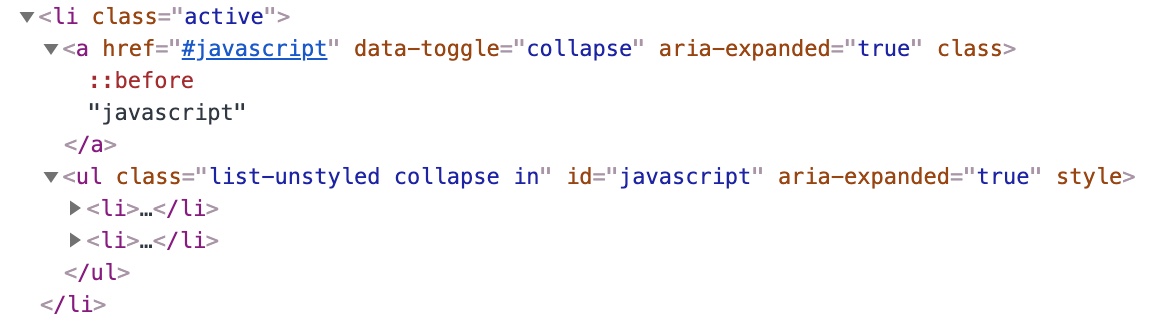 <li class="active">
<a href="#javascript" data-toggle="collapse" aria-expanded="true" class>
::before
"javascript"
</a>
<ul class="list-unstyled collapse in" id="javascript" aria-expanded="true" style>
<li>…</li>
<li>…</li>
</ul>
</li>